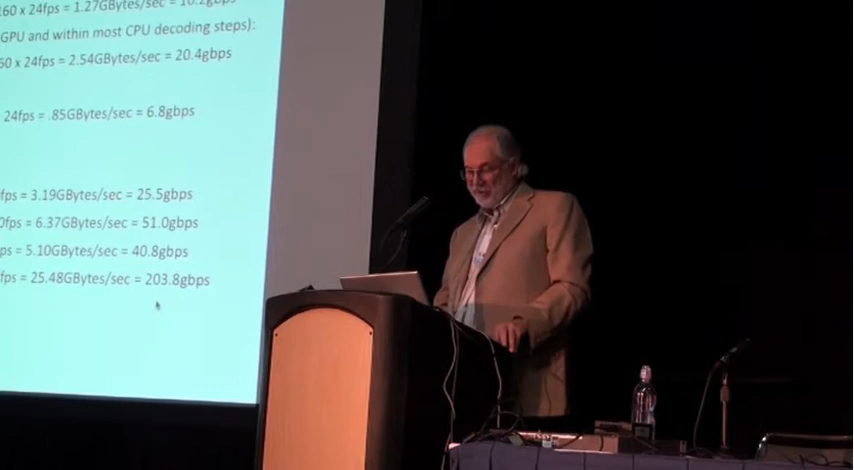 160 x 24fps = 1.27GBytes/sec = 10.2gbps
GPU and within most CPU decoding steps):
60 x 24fps = 2.54GBytes/sec = 20.4gbps
24fps = .85GBytes/sec = 6.8gbps
fps = 3.19GBytes/sec = 25.5gbps
0fps = 6.37GBytes/sec = 51.0gbps
ps = 5.10GBytes/sec = 40.8gbps
fps = 25.48GBytes/sec = 203.8gbps